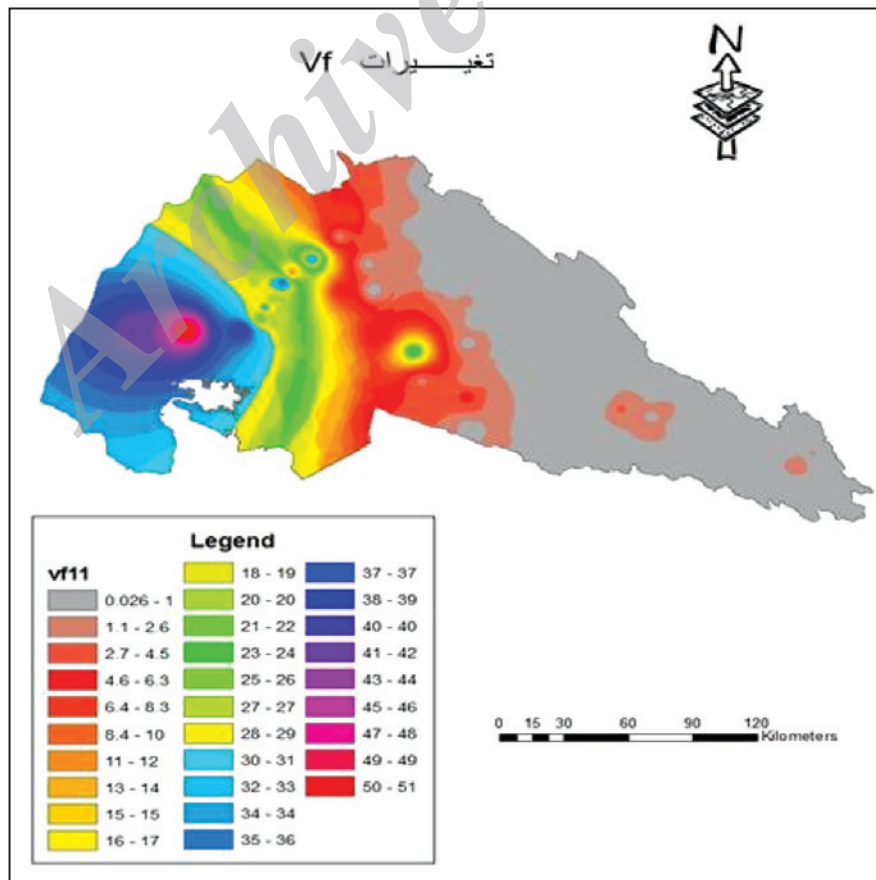 Archive
تغییـــــرات Vf
N
Legend
vf11
0.026 - 1
1.1 - 2.6
2.7 - 4.5
4.6 - 6.3
6.4 - 8.3
8.4 - 10
11 - 12
13 - 14
15 - 15
16 - 17
18 - 19
20 - 20
21 - 22
23 - 24
25 - 26
27 - 27
28 - 29
30 - 31
32 - 33
34 - 34
35 - 36
37 - 37
38 - 39
40 - 40
41 - 42
43 - 44
45 - 46
47 - 48
49 - 49
50 - 51
0 15 30 60 90 120
Kilometers